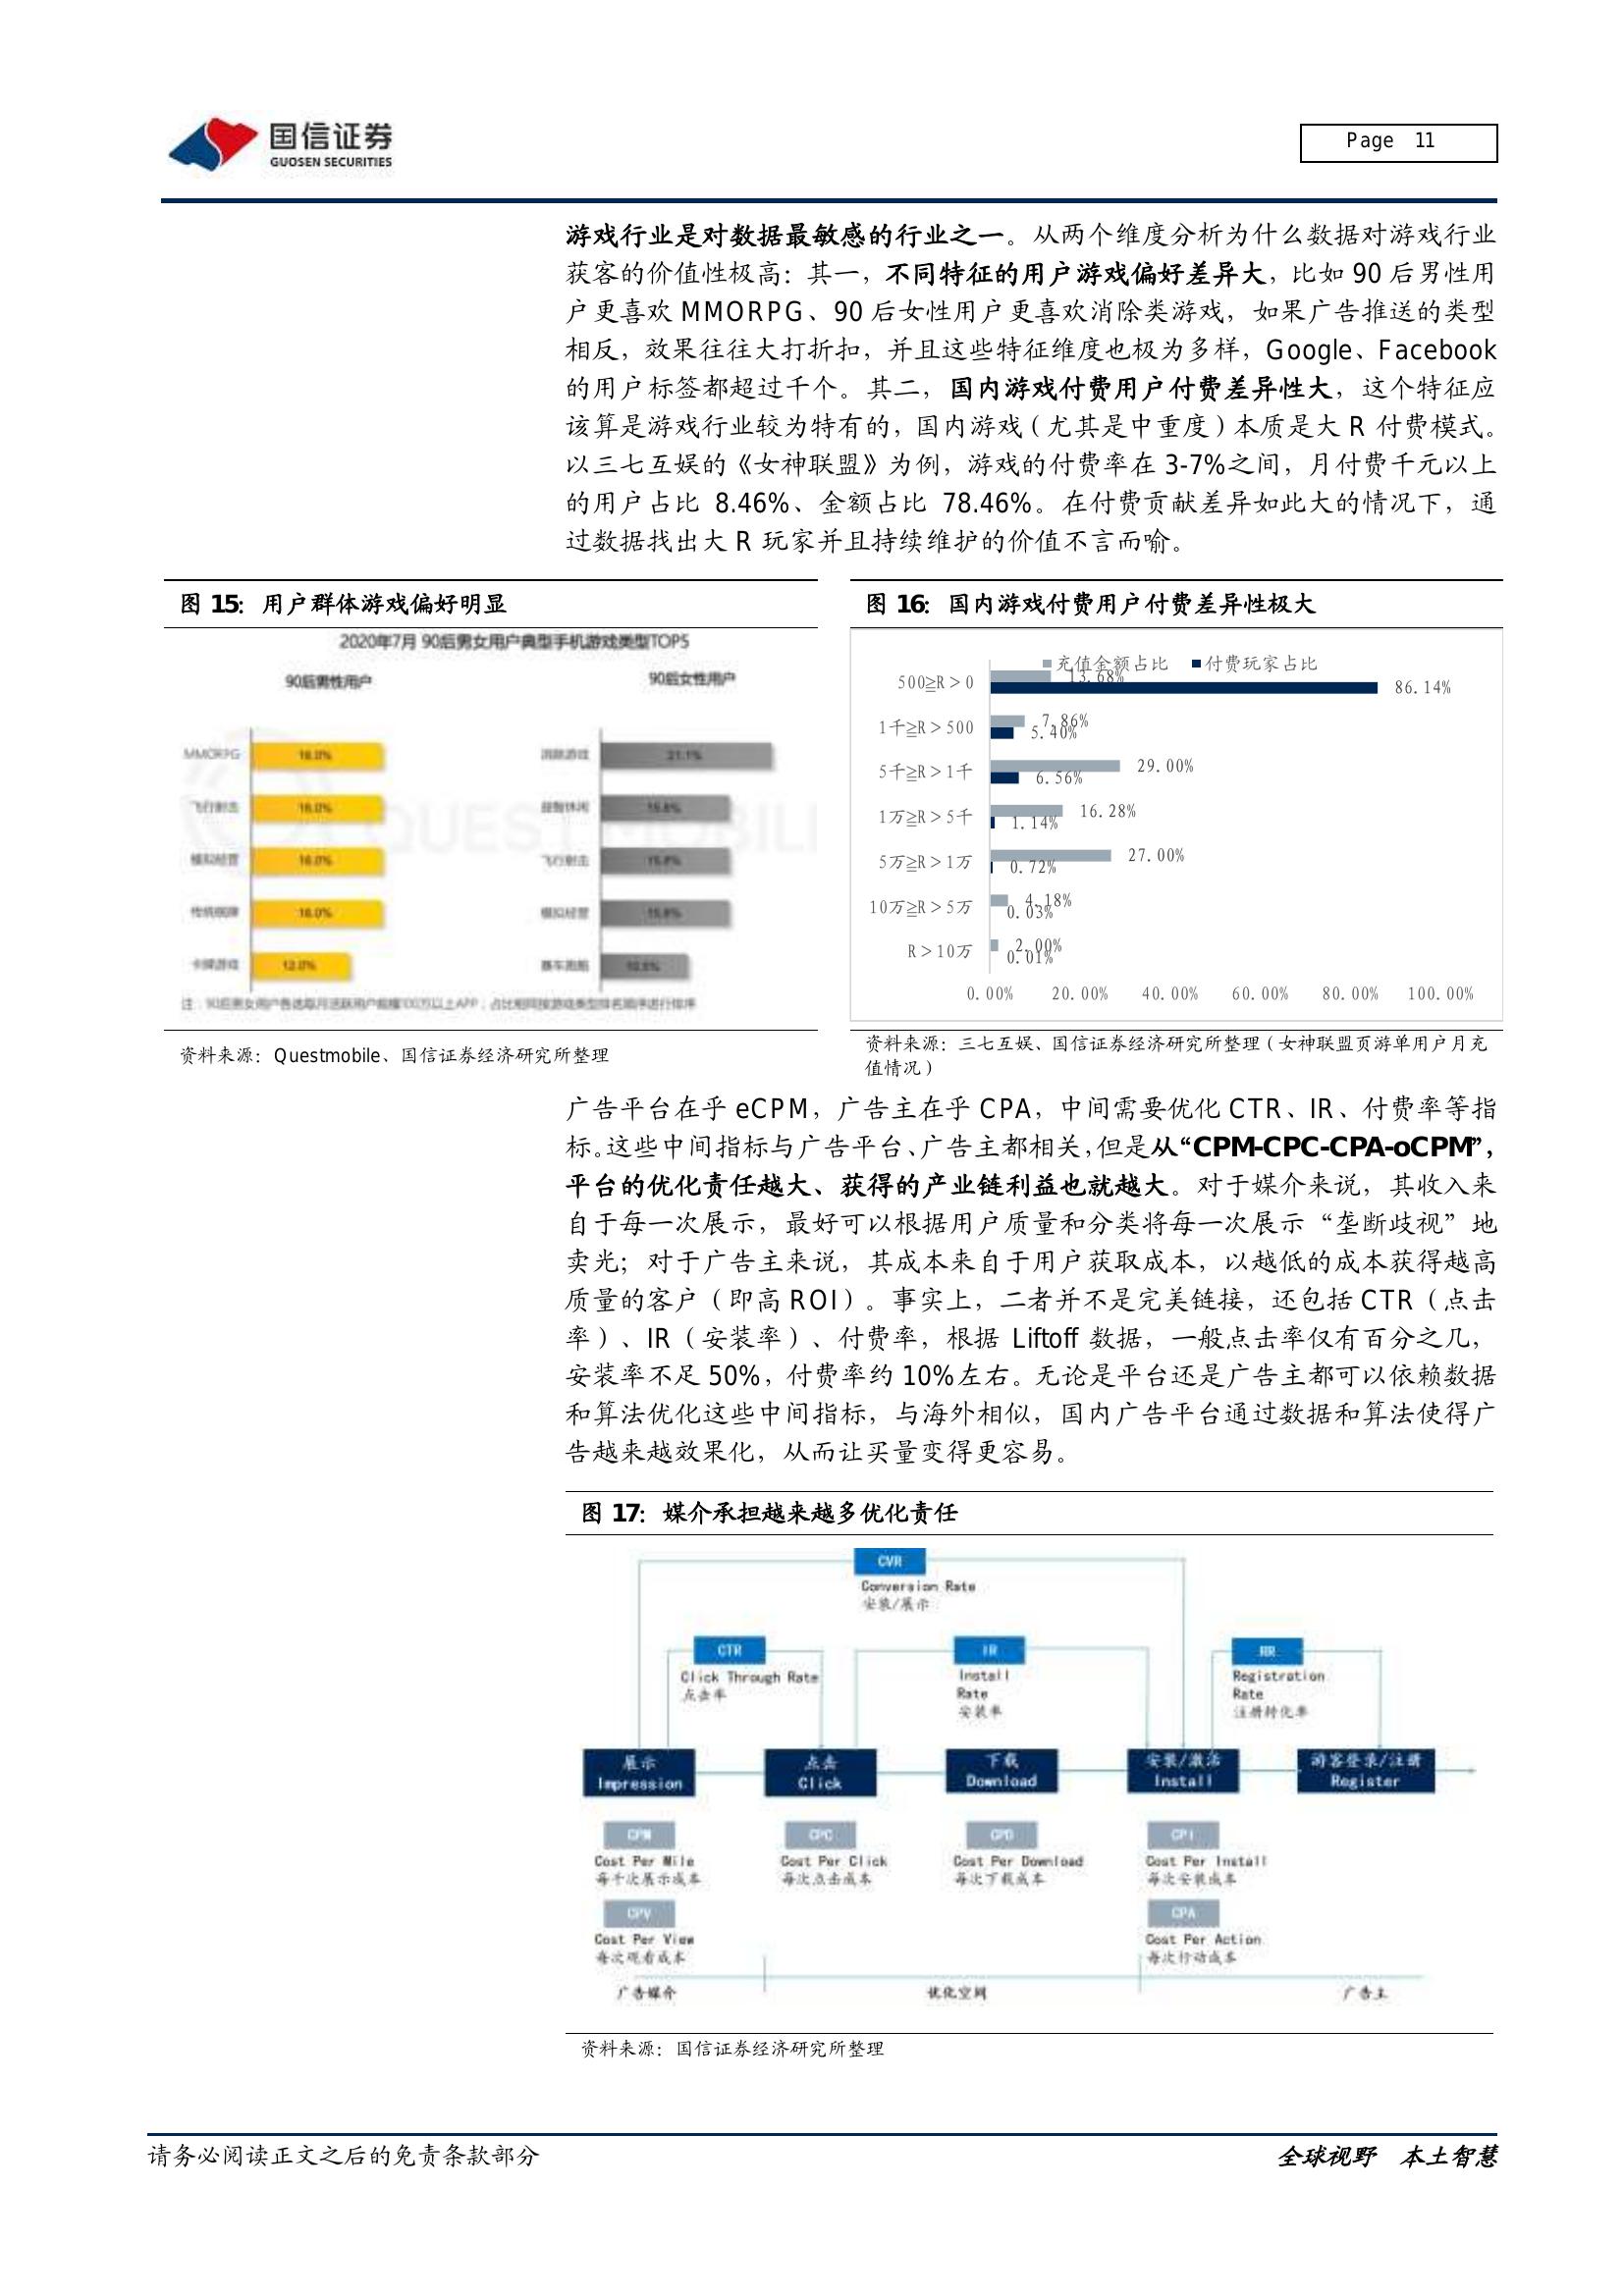 国信证券
GUOSEN SECURITIES
Page 11
游戏行业是对数据最敏感的行业之一。从两个维度分析为什么数据对游戏行业
获客的价值性极高：其一，不同特征的用户游戏偏好差异大，比如 90 后男性用
户更喜欢 MMORPG、90 后女性用户更喜欢消除类游戏，如果广告推送的类型
相反，效果往往大打折扣，并且这些特征维度也极为多样，Google、Facebook
的用户标签都超过千个。其二，国内游戏付费用户付费差异性大，这个特征应
该算是游戏行业较为特有的，国内游戏（尤其是中重度）本质是大 R 付费模式。
以三七互娱的《女神联盟》为例，游戏的付费率在 3-7%之间，月付费千元以上
的用户占比 8.46%、金额占比 78.46%。在付费贡献差异如此大的情况下，通
过数据找出大 R 玩家并且持续维护的价值不言而喻。
图 15：用户群体游戏偏好明显
2020年7月 90后男女用户典型手机游戏类型TOP5
90后男性用户
90后女性用户
MMORPG 16.0%
飞行射击 16.0%
模拟经营 16.0%
传统棋牌 16.0%
卡牌游戏 12.0%
消除游戏 21.1%
益智休闲 15.8%
飞行射击 15.8%
模拟经营 15.8%
赛车跑酷 10.5%
QUESTMOBILE
注：90后男女用户各选取月活跃用户规模100万以上APP，占比相同按游戏类型排名顺序进行排序
资料来源：Questmobile、国信证券经济研究所整理
图 16：国内游戏付费用户付费差异性极大
充值金额占比 付费玩家占比
500≧R＞0 13.68% 86.14%
1千≧R＞500 7.86% 5.40%
5千≧R＞1千 29.00% 6.56%
1万≧R＞5千 16.28% 1.14%
5万≧R＞1万 27.00% 0.72%
10万≧R＞5万 4.18% 0.03%
R＞10万 2.00% 0.01%
0.00% 20.00% 40.00% 60.00% 80.00% 100.00%
资料来源：三七互娱、国信证券经济研究所整理（女神联盟页游单用户月充
值情况）
广告平台在乎 eCPM，广告主在乎 CPA，中间需要优化 CTR、IR、付费率等指
标。这些中间指标与广告平台、广告主都相关，但是从“CPM-CPC-CPA-oCPM”，
平台的优化责任越大、获得的产业链利益也就越大。对于媒介来说，其收入来
自于每一次展示，最好可以根据用户质量和分类将每一次展示“垄断歧视”地
卖光；对于广告主来说，其成本来自于用户获取成本，以越低的成本获得越高
质量的客户（即高 ROI）。事实上，二者并不是完美链接，还包括 CTR（点击
率）、IR（安装率）、付费率，根据 Liftoff 数据，一般点击率仅有百分之几，
安装率不足 50%，付费率约 10%左右。无论是平台还是广告主都可以依赖数据
和算法优化这些中间指标，与海外相似，国内广告平台通过数据和算法使得广
告越来越效果化，从而让买量变得更容易。
图 17：媒介承担越来越多优化责任
CVR
Conversion Rate
安装/展示
CTR
Click Through Rate
点击率
IR
Install
Rate
安装率
RR
Registration
Rate
注册转化率
展示
Impression
点击
Click
下载
Download
安装/激活
Install
游客登录/注册
Register
CPM
Cost Per Mile
每千次展示成本
CPC
Cost Per Click
每次点击成本
CPD
Cost Per Download
每次下载成本
CPI
Cost Per Install
每次安装成本
CPV
Cost Per View
每次观看成本
CPA
Cost Per Action
每次行动成本
广告媒介
优化空间
广告主
资料来源：国信证券经济研究所整理
请务必阅读正文之后的免责条款部分
全球视野 本土智慧